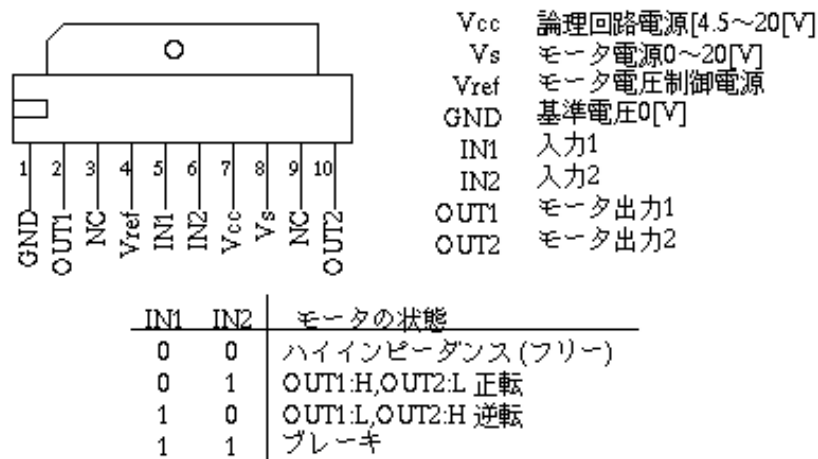 Vcc 論理回路電源[4.5～20[V]
Vs モータ電源0～20[V]
Vref モータ電圧制御電源
GND 基準電圧0[V]
IN1 入力1
IN2 入力2
OUT1 モータ出力1
OUT2 モータ出力2
1 2 3 4 5 6 7 8 9 10
GND OUT1 NC Vref IN1 IN2 Vcc Vs NC OUT2
IN1 IN2 モータの状態
0 0 ハイインピーダンス(フリー)
0 1 OUT1:H,OUT2:L 正転
1 0 OUT1:L,OUT2:H 逆転
1 1 ブレーキ